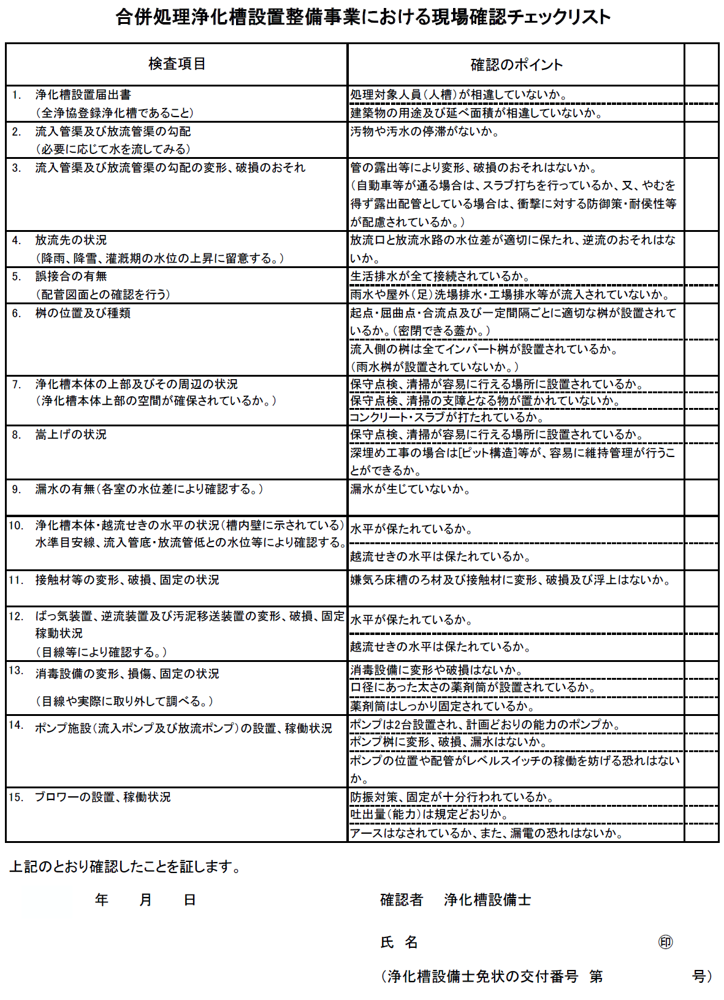 合併処理浄化槽設置整備事業における現場確認チェックリスト
検査項目
確認のポイント
1. 浄化槽設置届出書
（全浄協登録浄化槽であること）
処理対象人員（人槽）が相違していないか。
建築物の用途及び延べ面積が相違していないか。
2. 流入管渠及び放流管渠の勾配
（必要に応じて水を流してみる）
汚物や汚水の停滞がないか。
3. 流入管渠及び放流管渠の勾配の変形、破損のおそれ
管の露出等により変形、破損のおそれはないか。
（自動車等が通る場合は、スラブ打ちを行っているか、又、やむを
得ず露出配管としている場合は、衝撃に対する防御策・耐侯性等
が配慮されているか。）
4. 放流先の状況
（降雨、降雪、灌漑期の水位の上昇に留意する。）
放流口と放流水路の水位差が適切に保たれ、逆流のおそれはな
いか。
5. 誤接合の有無
（配菅図面との確認を行う）
生活排水が全て接続されているか。
雨水や屋外（足）洗場排水・工場排水等が流入されていないか。
6. 桝の位置及び種類
起点・屈曲点・合流点及び一定間隔ごとに適切な桝が設置されて
いるか。（密閉できる蓋か。）
流入側の桝は全てインバート桝が設置されているか。
（雨水桝が設置されていないか。）
7. 浄化槽本体の上部及びその周辺の状況
（浄化槽本体上部の空間が確保されているか。）
保守点検、清掃が容易に行える場所に設置されているか。
保守点検、清掃の支障となる物が置かれていないか。
コンクリート・スラブが打たれているか。
8. 嵩上げの状況
保守点検、清掃が容易に行える場所に設置されているか。
深埋め工事の場合は[ピット構造]等が、容易に維持管理が行うこ
とができるか。
9. 漏水の有無（各室の水位差により確認する。）
漏水が生じていないか。
10. 浄化槽本体・越流せきの水平の状況（槽内壁に示されている）
水準目安線、流入管底・放流管低との水位等により確認する。
水平が保たれているか。
越流せきの水平は保たれているか。
11. 接触材等の変形、破損、固定の状況
嫌気ろ床槽のろ材及び接触材に変形、破損及び浮上はないか。
12. ばっ気装置、逆流装置及び汚泥移送装置の変形、破損、固定
稼動状況
（目線等により確認する。）
水平が保たれているか。
越流せきの水平は保たれているか。
13. 消毒設備の変形、損傷、固定の状況
（目線や実際に取り外して調べる。）
消毒設備に変形や破損はないか。
口径にあった太さの薬剤筒が設置されているか。
薬剤筒はしっかり固定されているか。
14. ポンプ施設（流入ポンプ及び放流ポンプ）の設置、稼働状況
ポンプは2台設置され、計画どおりの能力のポンプか。
ポンプ桝に変形、破損、漏水はないか。
ポンプの位置や配管がレベルスイッチの稼働を妨げる恐れはない
か。
15. ブロワーの設置、稼働状況
防振対策、固定が十分行われているか。
吐出量（能力）は規定どおりか。
アースはなされているか、また、漏電の恐れはないか。
上記のとおり確認したことを証します。
年 月 日
確認者 浄化槽設備士
氏 名 ㊞
（浄化槽設備士免状の交付番号 第 号）